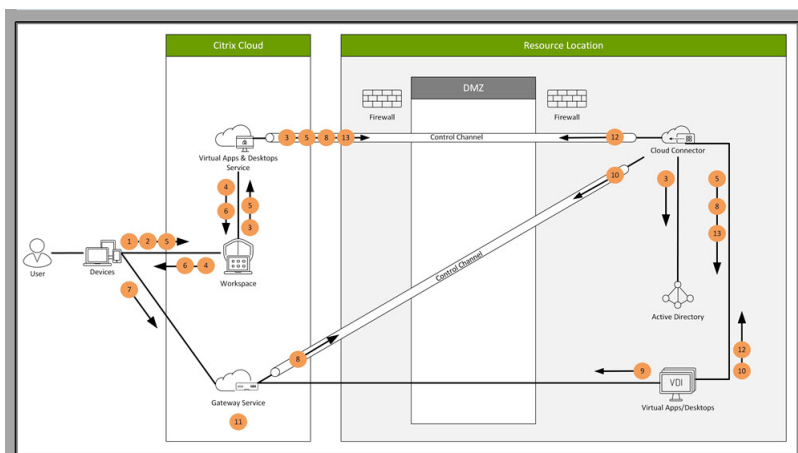 Citrix Cloud
Resource Location
DMZ
Firewall
Firewall
3 5 8 13
Control Channel
12
Virtual Apps & Desktops
Service
Cloud Connector
4
6
5
3
10
3
5
8
13
1 2 5
6 4
User
Devices
Workspace
Control Channel
7
Active Directory
8
12
10
9
VDI
Gateway Service
Virtual Apps/Desktops
11